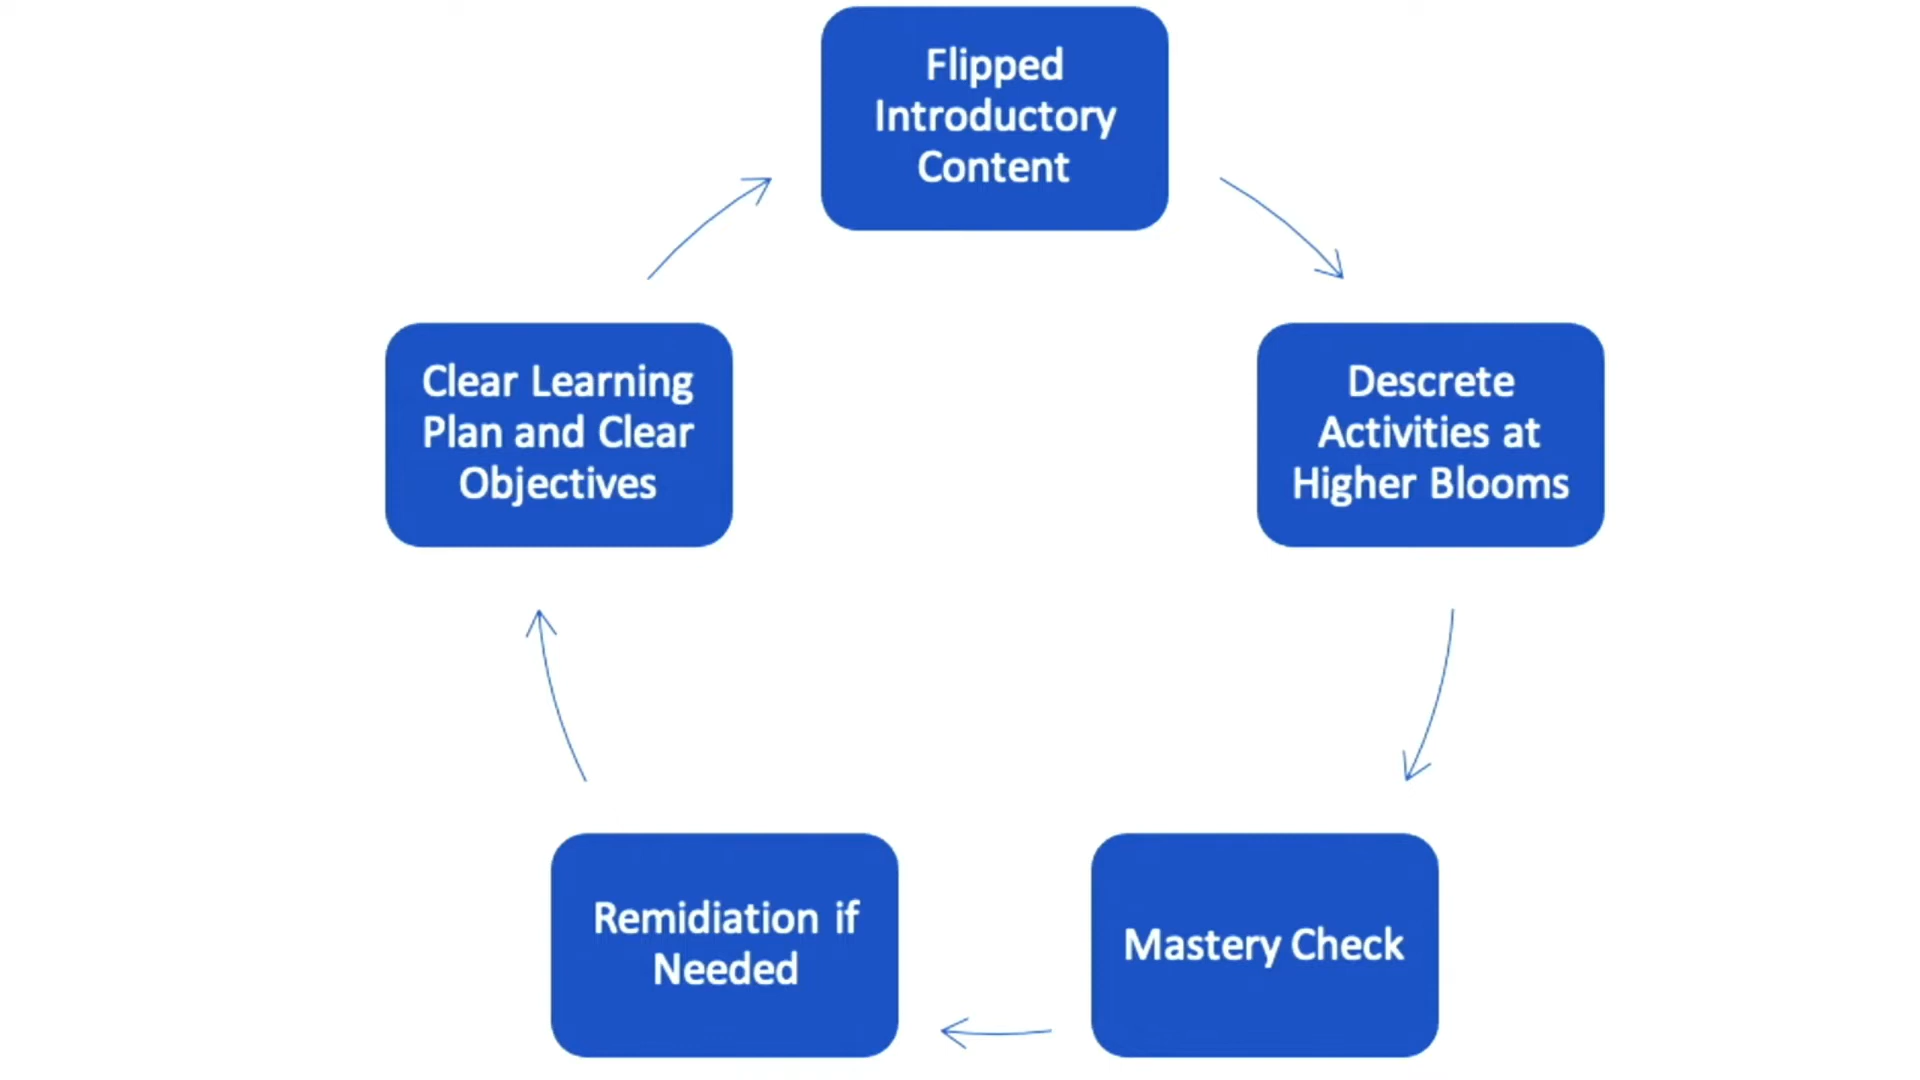 Flipped
Introductory
Content
Clear Learning
Plan and Clear
Objectives
Descrete
Activities at
Higher Blooms
Remidiation if
Needed
Mastery Check